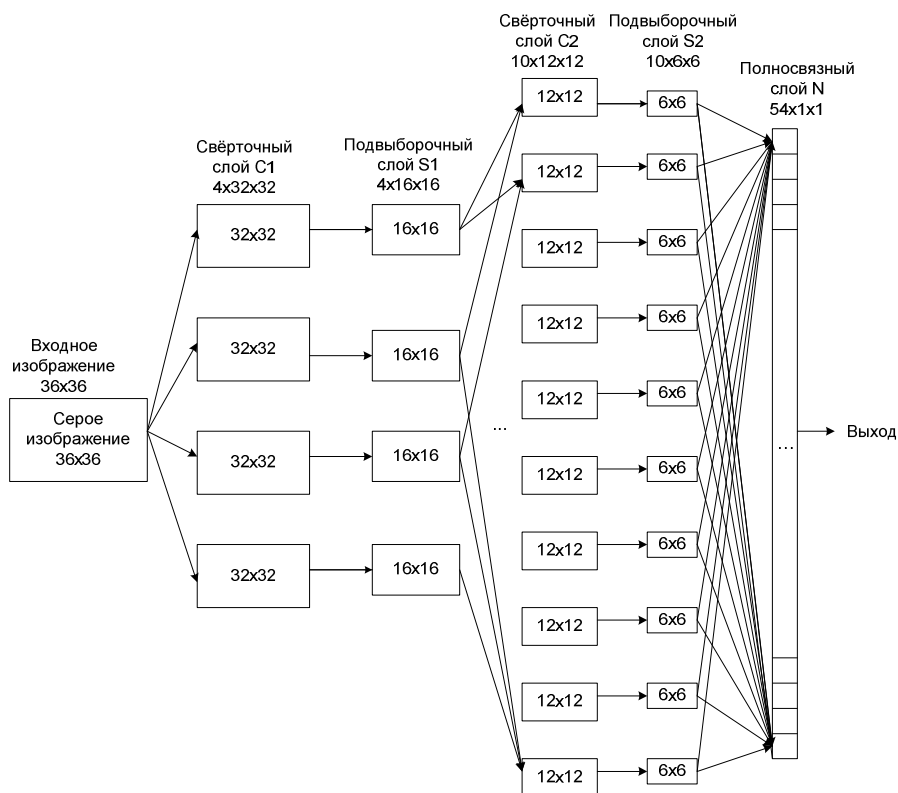 Входное
изображение
36x36
Серое
изображение
36x36
Свёрточный
слой C1
4x32x32
32x32
32x32
32x32
32x32
Подвыборочный
слой S1
4x16x16
16x16
16x16
16x16
16x16
...
Свёрточный
слой C2
10x12x12
12x12
12x12
12x12
12x12
12x12
12x12
12x12
12x12
12x12
12x12
Подвыборочный
слой S2
10x6x6
6x6
6x6
6x6
6x6
6x6
6x6
6x6
6x6
6x6
6x6
Полносвязный
слой N
54x1x1
...
Выход